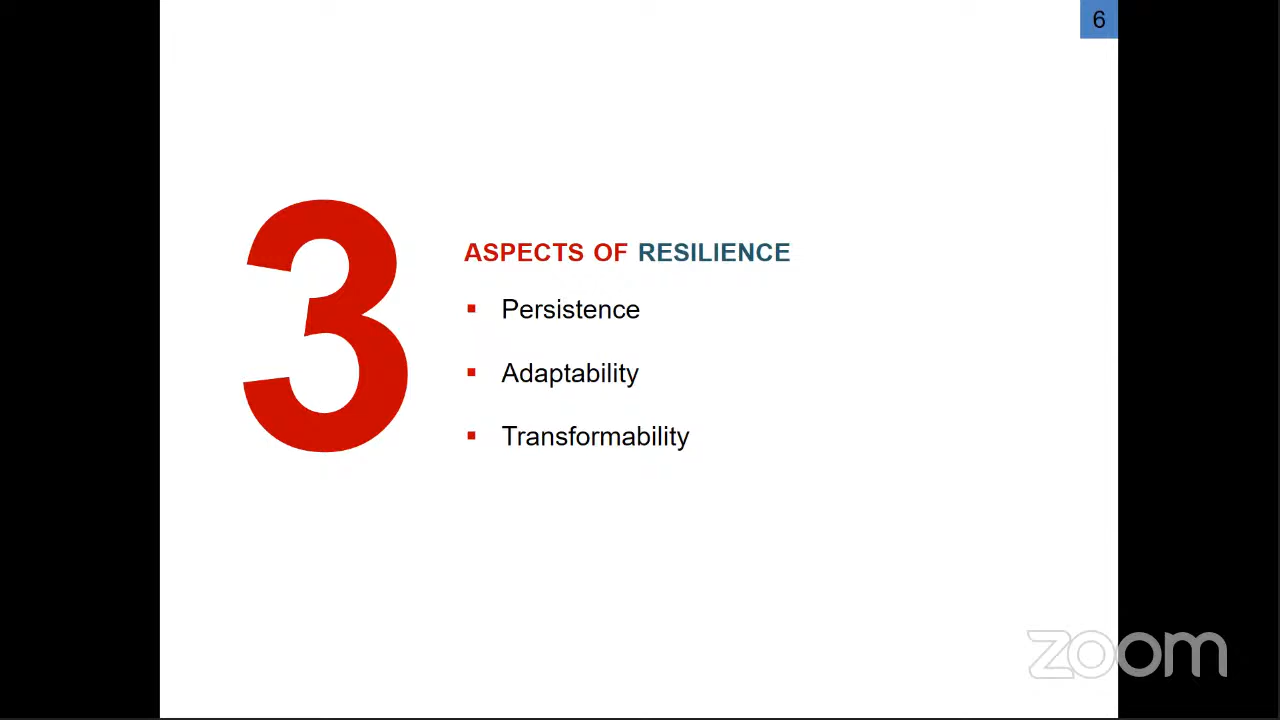 6
3
ASPECTS OF RESILIENCE
▪ Persistence
▪ Adaptability
▪ Transformability
zoom